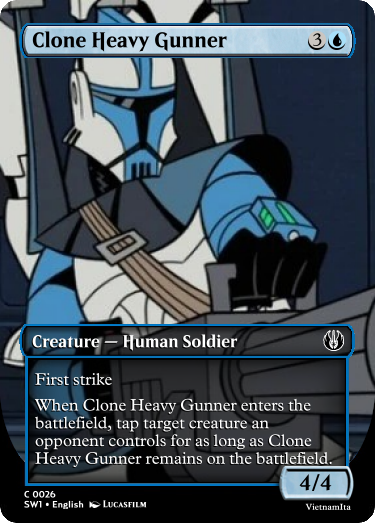 Clone Heavy Gunner 3
Creature — Human Soldier
First strike
When Clone Heavy Gunner enters the
battlefield, tap target creature an
opponent controls for as long as Clone
Heavy Gunner remains on the battlefield.
4/4
C 0026
SW1 • English LUCASFILM
VietnamIta